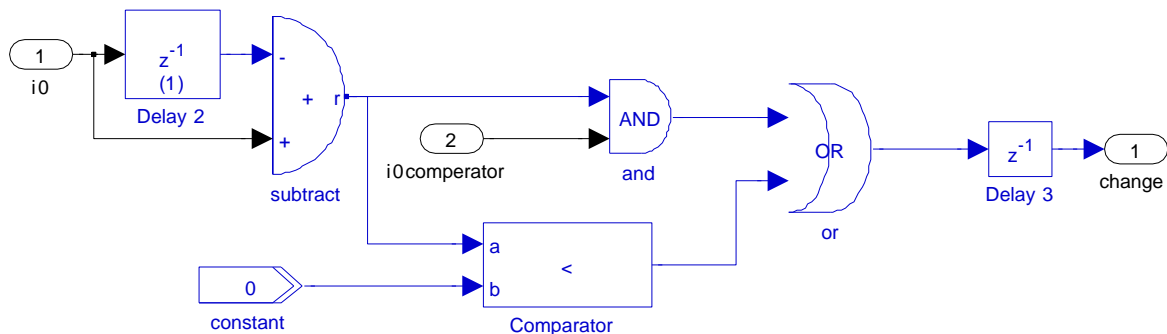 1
i0
z-1
(1)
Delay 2
-
+
+
r
subtract
2
i0comperator
AND
and
OR
or
z-1
Delay 3
1
change
0
constant
a
b
<
Comparator